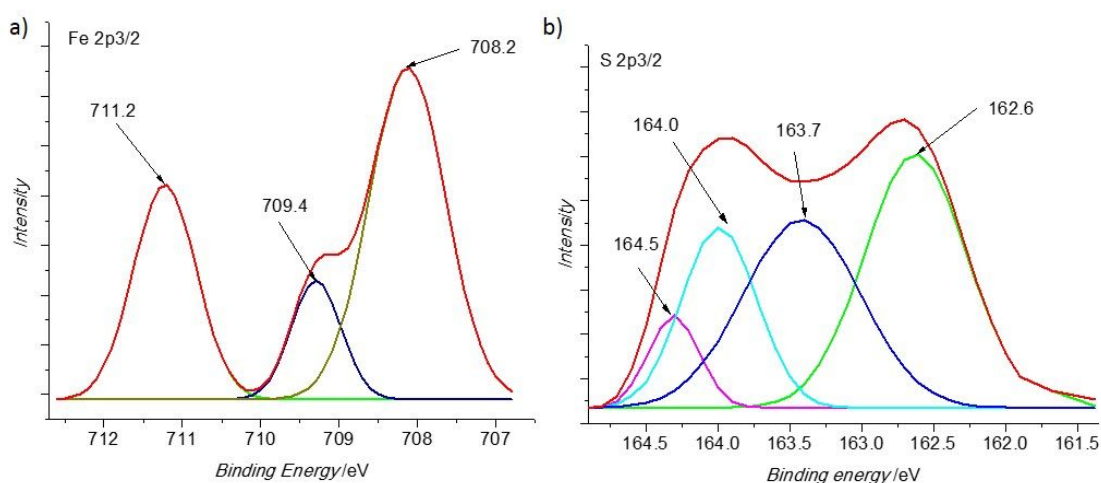 a)
Fe 2p3/2
708.2
711.2
709.4
Intensity
712 711 710 709 708 707
Binding Energy /eV
b)
S 2p3/2
164.0
163.7
162.6
164.5
Intensity
164.5 164.0 163.5 163.0 162.5 162.0 161.5
Binding energy /eV